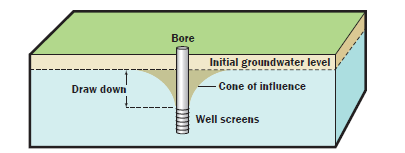 Bore
Initial groundwater level
Draw down
Cone of influence
Well screens